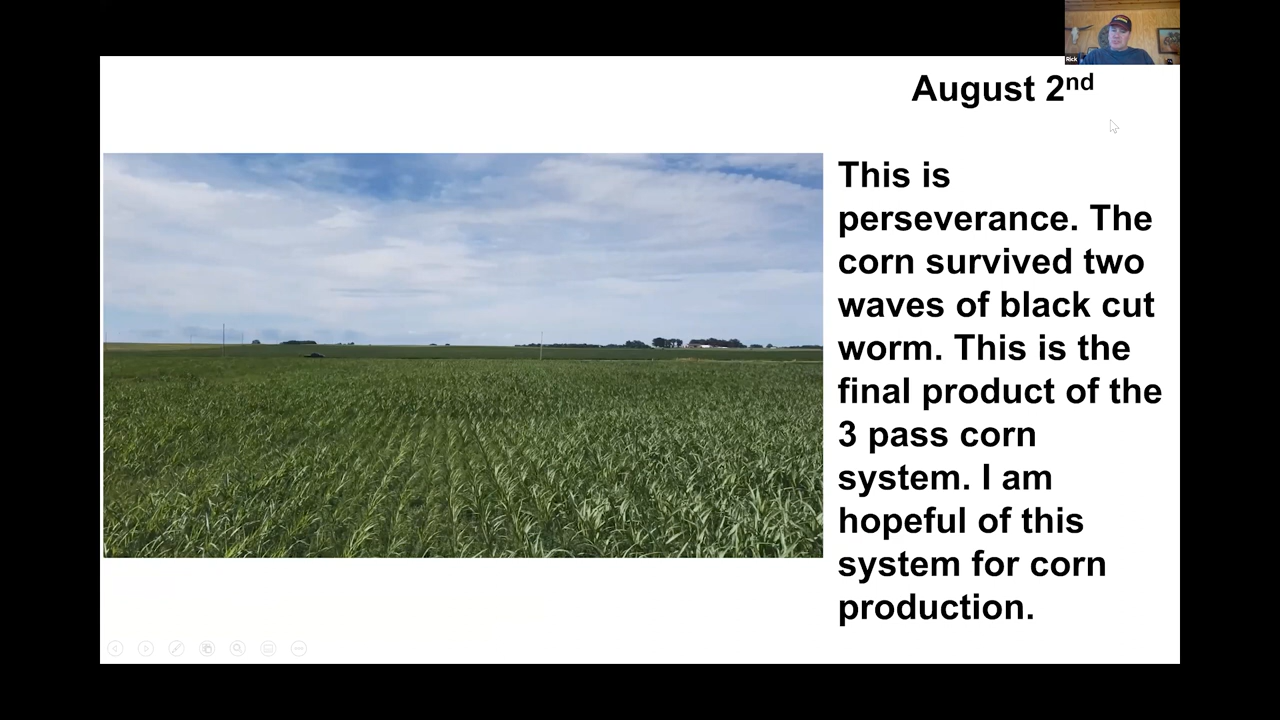 Rick
August 2nd
This is
perseverance. The
corn survived two
waves of black cut
worm. This is the
final product of the
3 pass corn
system. I am
hopeful of this
system for corn
production.